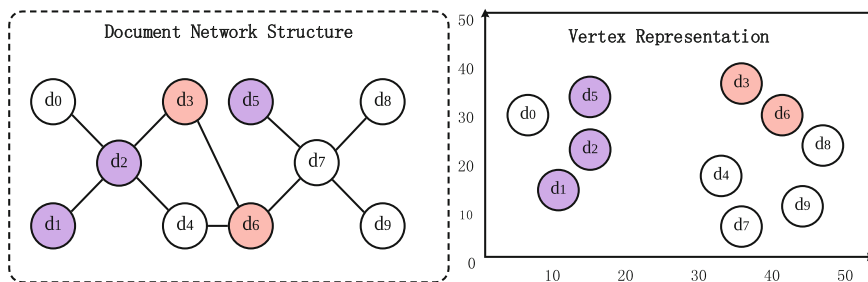 Document Network Structure
d0 d3 d5 d8
d2 d7
d1 d4 d6 d9
Vertex Representation
50
40
30
20
10
0
d3
d5
d0 d6
d2 d8
d4
d1
d9
d7
10 20 30 40 50